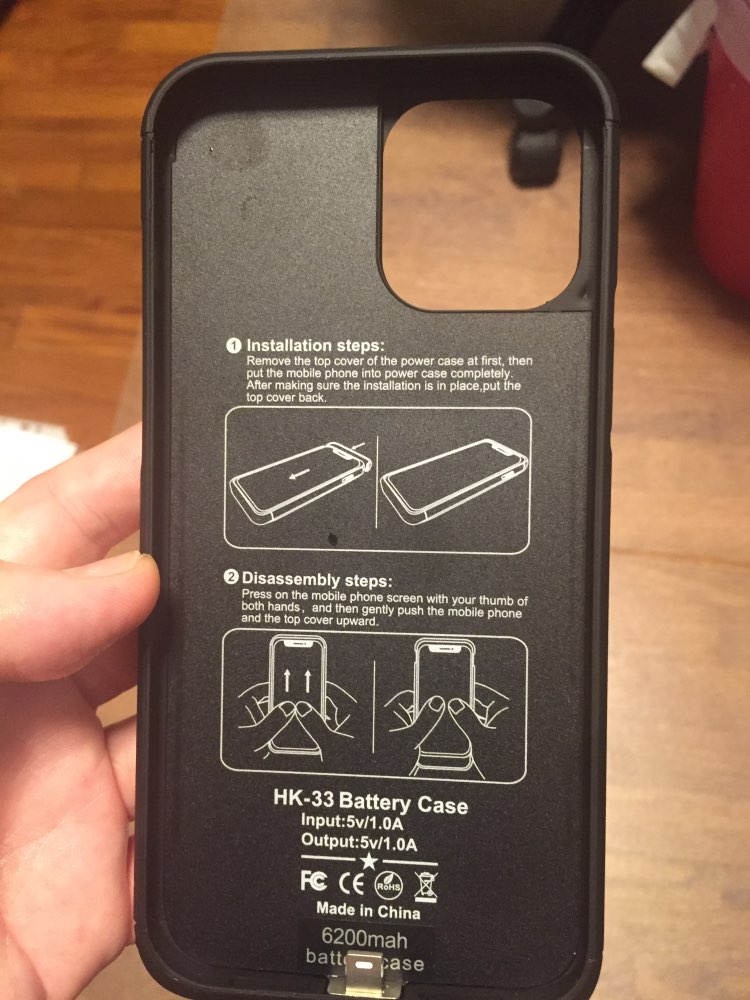 1 Installation steps:
Remove the top cover of the power case at first, then
put the mobile phone into power case completely.
After making sure the installation is in place,put the
top cover back.
2 Disassembly steps:
Press on the mobile phone screen with your thumb of
both hands, and then gently push the mobile phone
and the top cover upward.
HK-33 Battery Case
Input:5v/1.0A
Output:5v/1.0A
FC CE RoHS
Made in China
6200mah
case